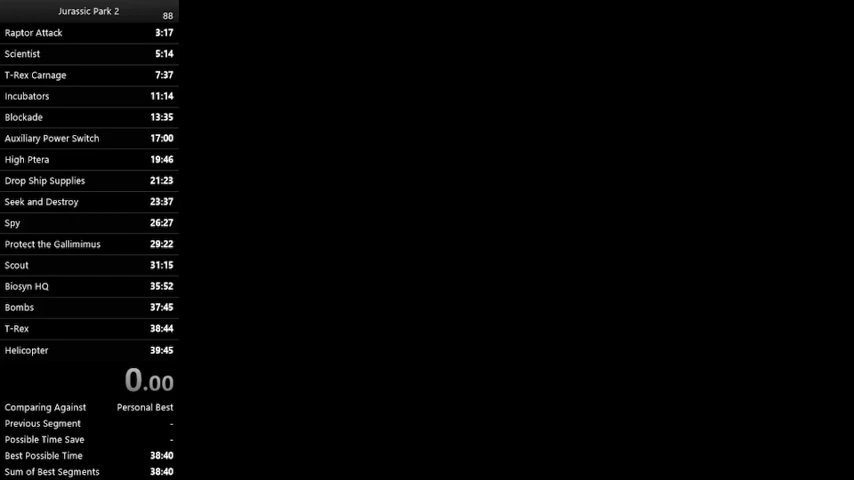 Jurassic Park 2
88
Raptor Attack 3:17
Scientist 5:14
T-Rex Carnage 7:37
Incubators 11:14
Blockade 13:35
Auxiliary Power Switch 17:00
High Ptera 19:46
Drop Ship Supplies 21:23
Seek and Destroy 23:37
Spy 26:27
Protect the Gallimimus 29:22
Scout 31:15
Biosyn HQ 35:52
Bombs 37:45
T-Rex 38:44
Helicopter 39:45
0.00
Comparing Against Personal Best
Previous Segment -
Possible Time Save -
Best Possible Time 38:40
Sum of Best Segments 38:40